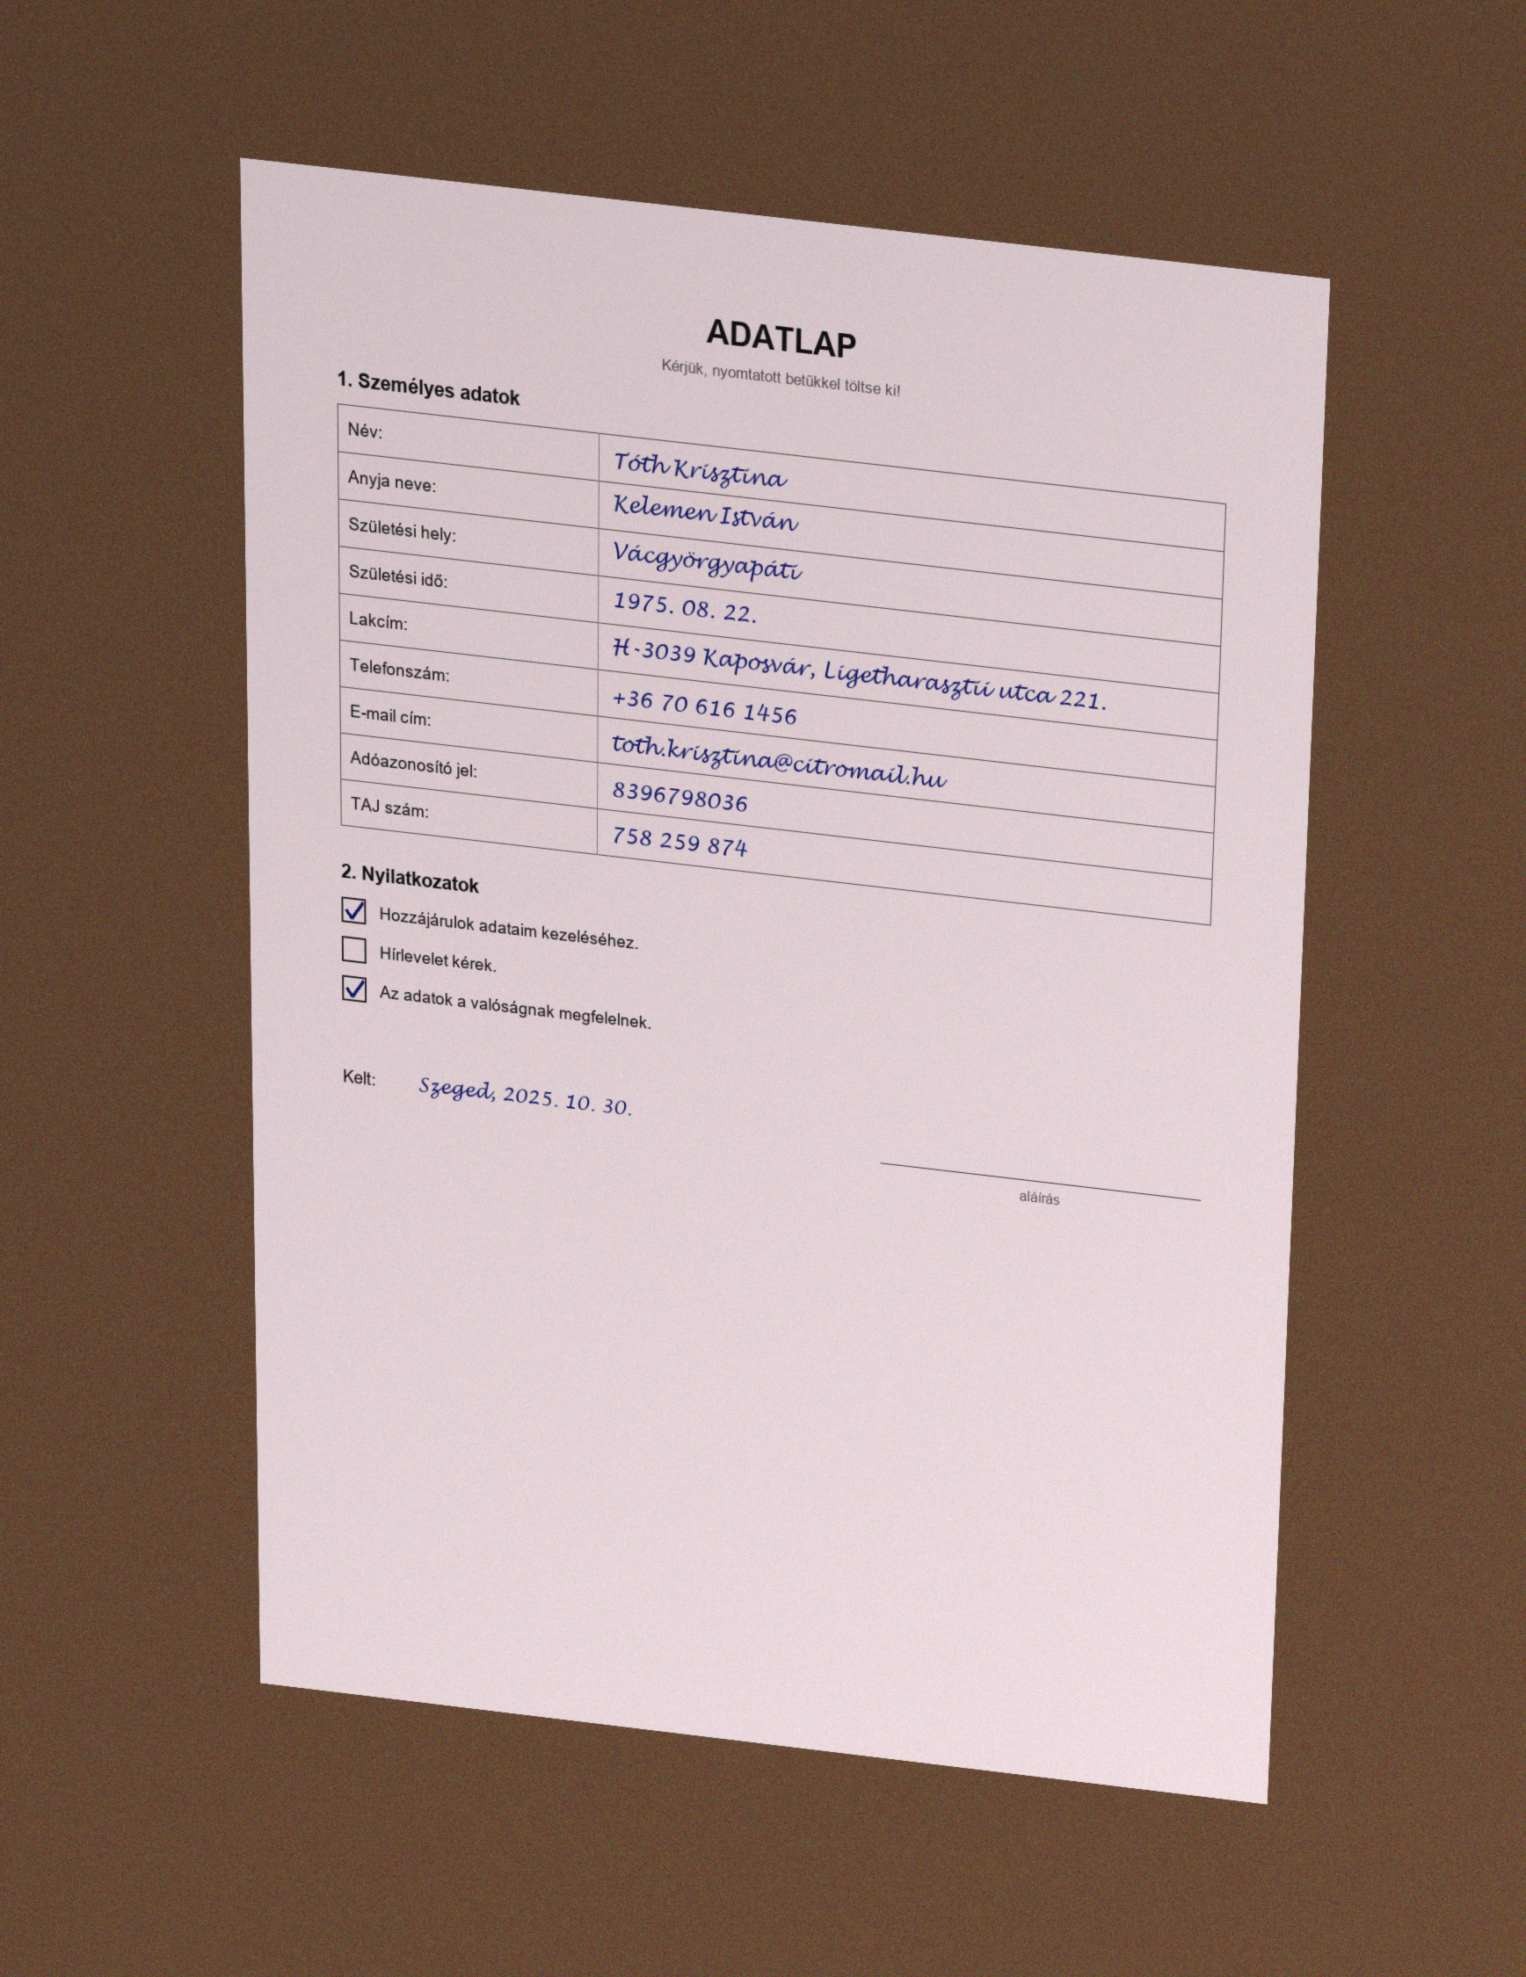 ADATLAP
Kérjük, nyomtatott betűkkel töltse ki!
1. Személyes adatok
Név: Tóth Krisztina
Anyja neve: Kelemen István
Születési hely: Vácgyörgyapáti
Születési idő: 1975. 08. 22.
Lakcím: H-3039 Kaposvár, Ligetharasztii utca 221.
Telefonszám: +36 70 616 1456
E-mail cím: toth.krisztina@citromail.hu
Adóazonosító jel: 8396798036
TAJ szám: 758 259 874
2. Nyilatkozatok
Hozzájárulok adataim kezeléséhez.
Hírlevelet kérek.
Az adatok a valóságnak megfelelnek.
Kelt: Szeged, 2025. 10. 30.
aláírás